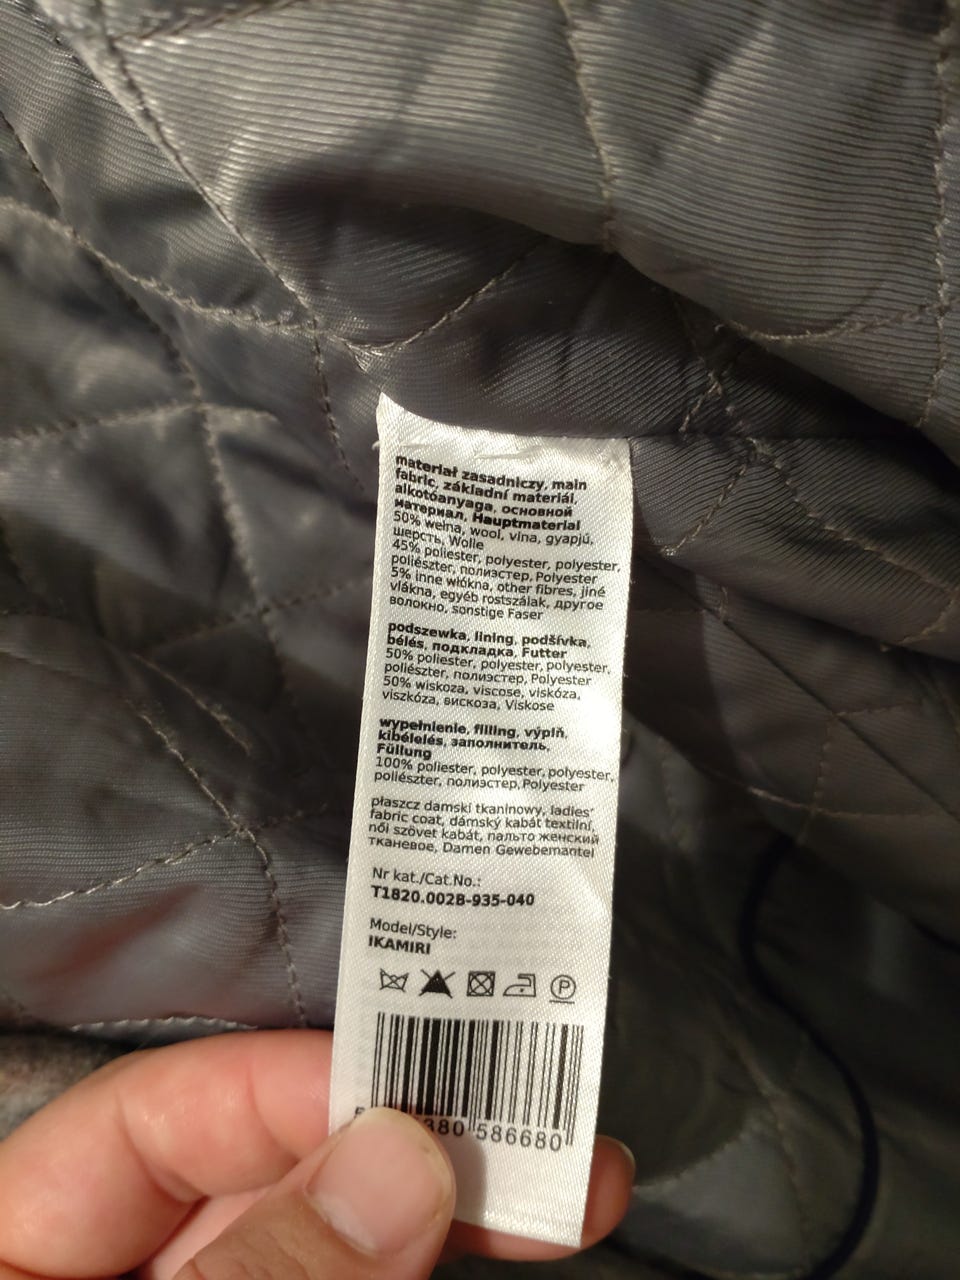 materiał zasadniczy, main
fabric, základní materiál,
alkotóanyaga, основной
материал, Hauptmaterial
50% wełna, wool, vlna, gyapjú,
шерсть, Wolle
45% poliester, polyester, polyester,
poliészter, полиэстер, Polyester
5% inne włókna, other fibres, jiné
vlákna, egyéb rostszálak, другое
волокно, sonstige Faser
podszewka, lining, podšívka,
bélés, подкладка, Futter
50% poliester, polyester, polyester,
poliészter, полиэстер, Polyester
50% wiskoza, viscose, viskóza,
viszkóza, вискоза, Viskose
wypełnienie, filling, výplň,
kibélelés, заполнитель,
Füllung
100% poliester, polyester, polyester,
poliészter, полиэстер, Polyester
płaszcz damski tkaninowy, ladies'
fabric coat, dámský kabát textilní,
női szövet kabát, пальто женский
тканевое, Damen Gewebemantel
Nr kat./Cat.No.:
T1820.002B-935-040
Model/Style:
IKAMIRI
P
380 586680